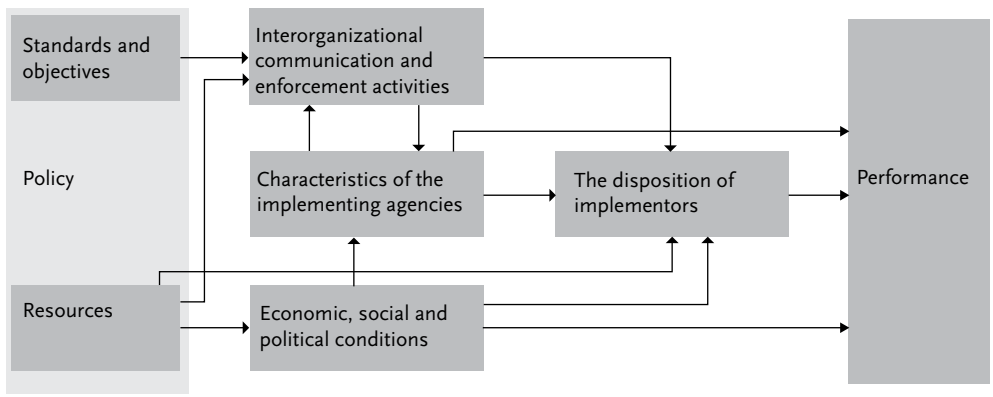 Standards and
objectives
Interorganizational
communication and
enforcement activities
Policy
Characteristics of the
implementing agencies
The disposition of
implementors
Performance
Resources
Economic, social and
political conditions